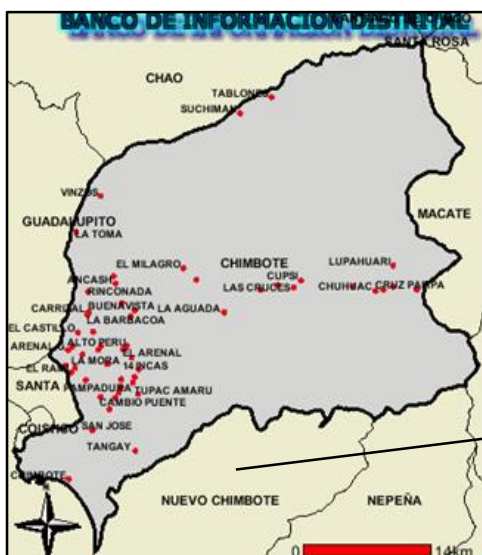 BANCO DE INFORMACION DISTRITAL
SANTA ROSA
CHAO
TABLONES
SUCHIMAN
VINZOS
GUADALUPITO
LA TOMA
MACATE
EL MILAGRO
CHIMBOTE
LUPAHUARI
ANCASH
RINCONADA
CUPSI
LAS CRUCES
CHUHUAC
CRUZ PAMPA
CARRIZAL
BUENAVISTA
LA AGUADA
LA BARBACOA
EL CASTILLO
ALTO PERU
EL ARENAL
LA MORA
14 INCAS
SANTA
PAMPADURA
TUPAC AMARU
CAMBIO PUENTE
COISTICO
SAN JOSE
TANGAY
CHIMBOTE
NUEVO CHIMBOTE
NEPEÑA
0
14km